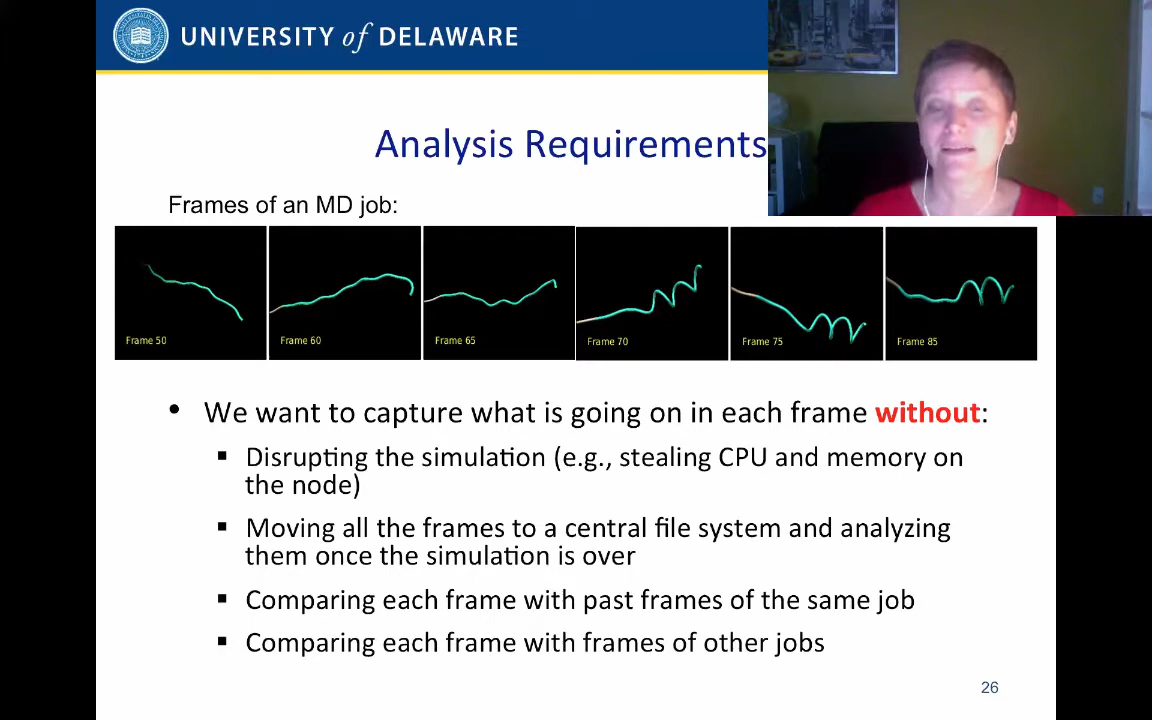 UNIVERSITY of DELAWARE
Analysis Requirements
Frames of an MD job:
Frame 50
Frame 60
Frame 65
Frame 70
Frame 75
Frame 85
• We want to capture what is going on in each frame without:
▪ Disrupting the simulation (e.g., stealing CPU and memory on
the node)
▪ Moving all the frames to a central file system and analyzing
them once the simulation is over
▪ Comparing each frame with past frames of the same job
▪ Comparing each frame with frames of other jobs
26